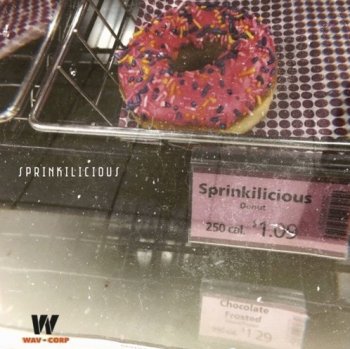 SPRINKILICIOUS
Sprinkilicious
Donut
250 cal. $1.09
Chocolate
Frosted
$1.29
W
WAV-CORP